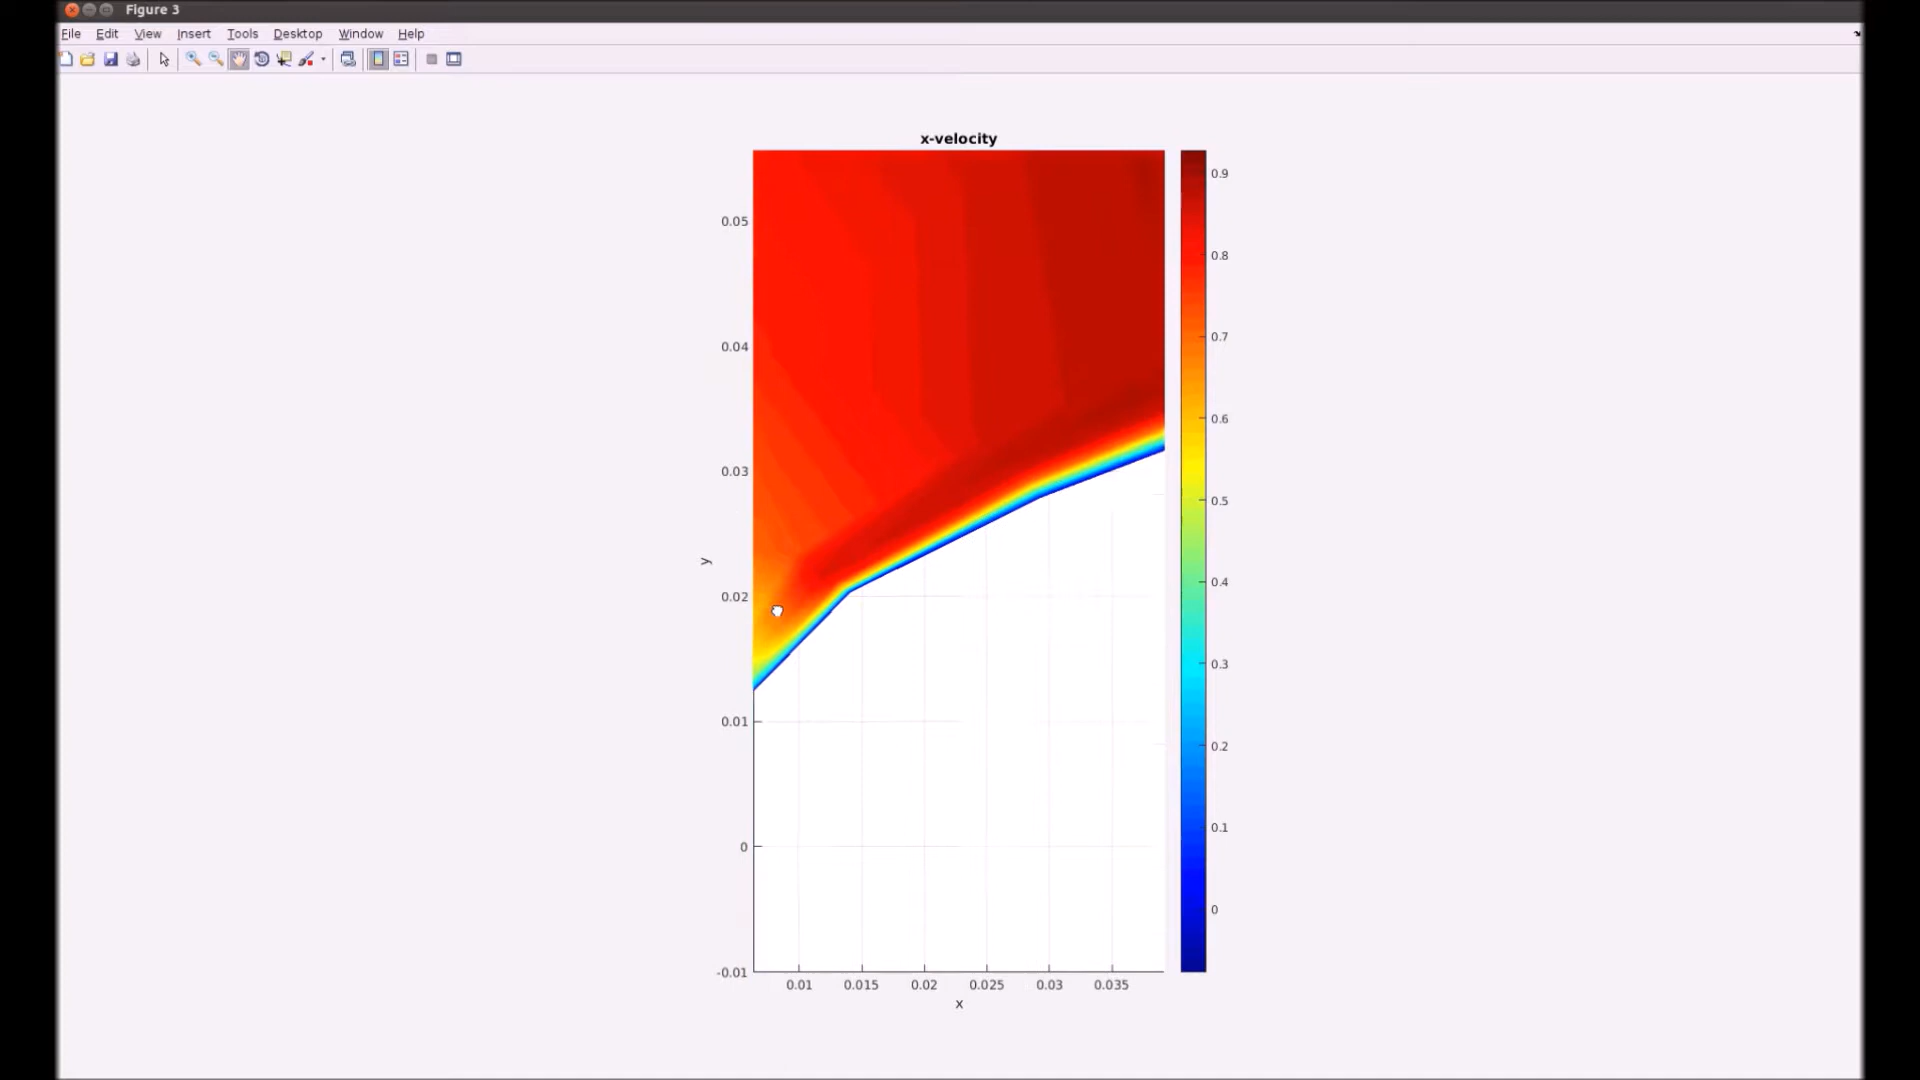 Figure 3
File Edit View Insert Tools Desktop Window Help
x-velocity
0.05
0.04
0.03
0.02
0.01
0
-0.01
y
0.01 0.015 0.02 0.025 0.03 0.035
x
0.9
0.8
0.7
0.6
0.5
0.4
0.3
0.2
0.1
0